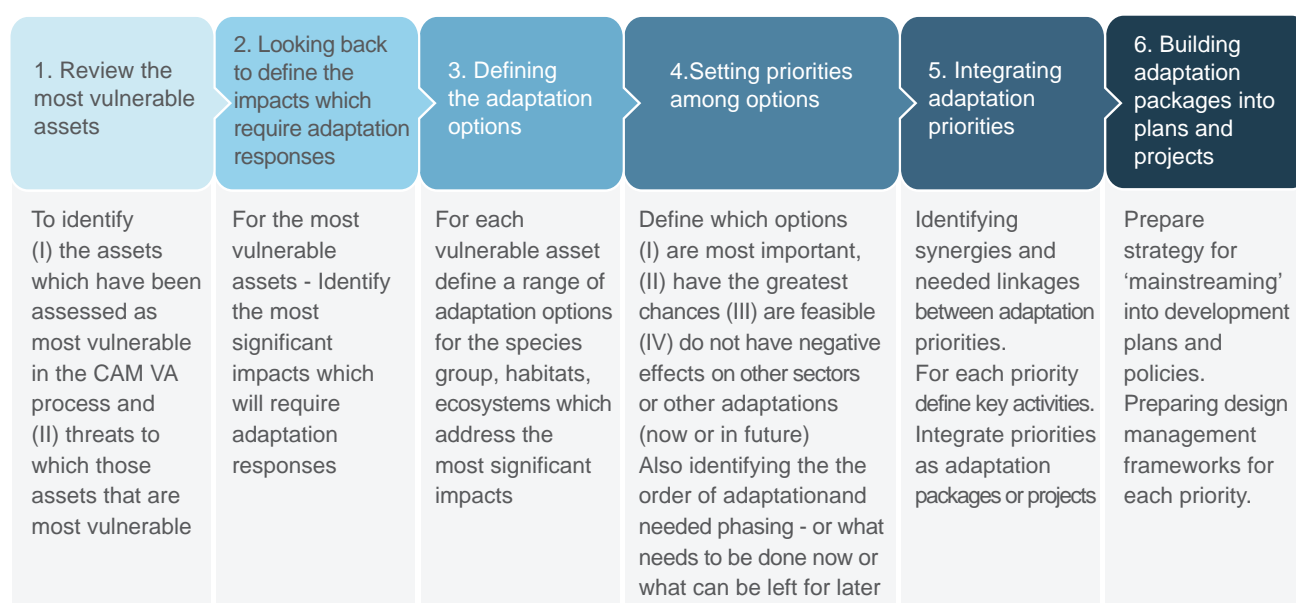 1. Review the
most vulnerable
assets
2. Looking back
to define the
impacts which
require adaptation
responses
3. Defining
the adaptation
options
4.Setting priorities
among options
5. Integrating
adaptation
priorities
6. Building
adaptation
packages into
plans and
projects
To identify
(I) the assets
which have been
assessed as
most vulnerable
in the CAM VA
process and
(II) threats to
which those
assets that are
most vulnerable
For the most
vulnerable
assets - Identify
the most
significant
impacts which
will require
adaptation
responses
For each
vulnerable asset
define a range of
adaptation options
for the species
group, habitats,
ecosystems which
address the
most significant
impacts
Define which options
(I) are most important,
(II) have the greatest
chances (III) are feasible
(IV) do not have negative
effects on other sectors
or other adaptations
(now or in future)
Also identifying the the
order of adaptationand
needed phasing - or what
needs to be done now or
what can be left for later
Identifying
synergies and
needed linkages
between adaptation
priorities.
For each priority
define key activities.
Integrate priorities
as adaptation
packages or projects
Prepare
strategy for
‘mainstreaming’
into development
plans and
policies.
Preparing design
management
frameworks for
each priority.